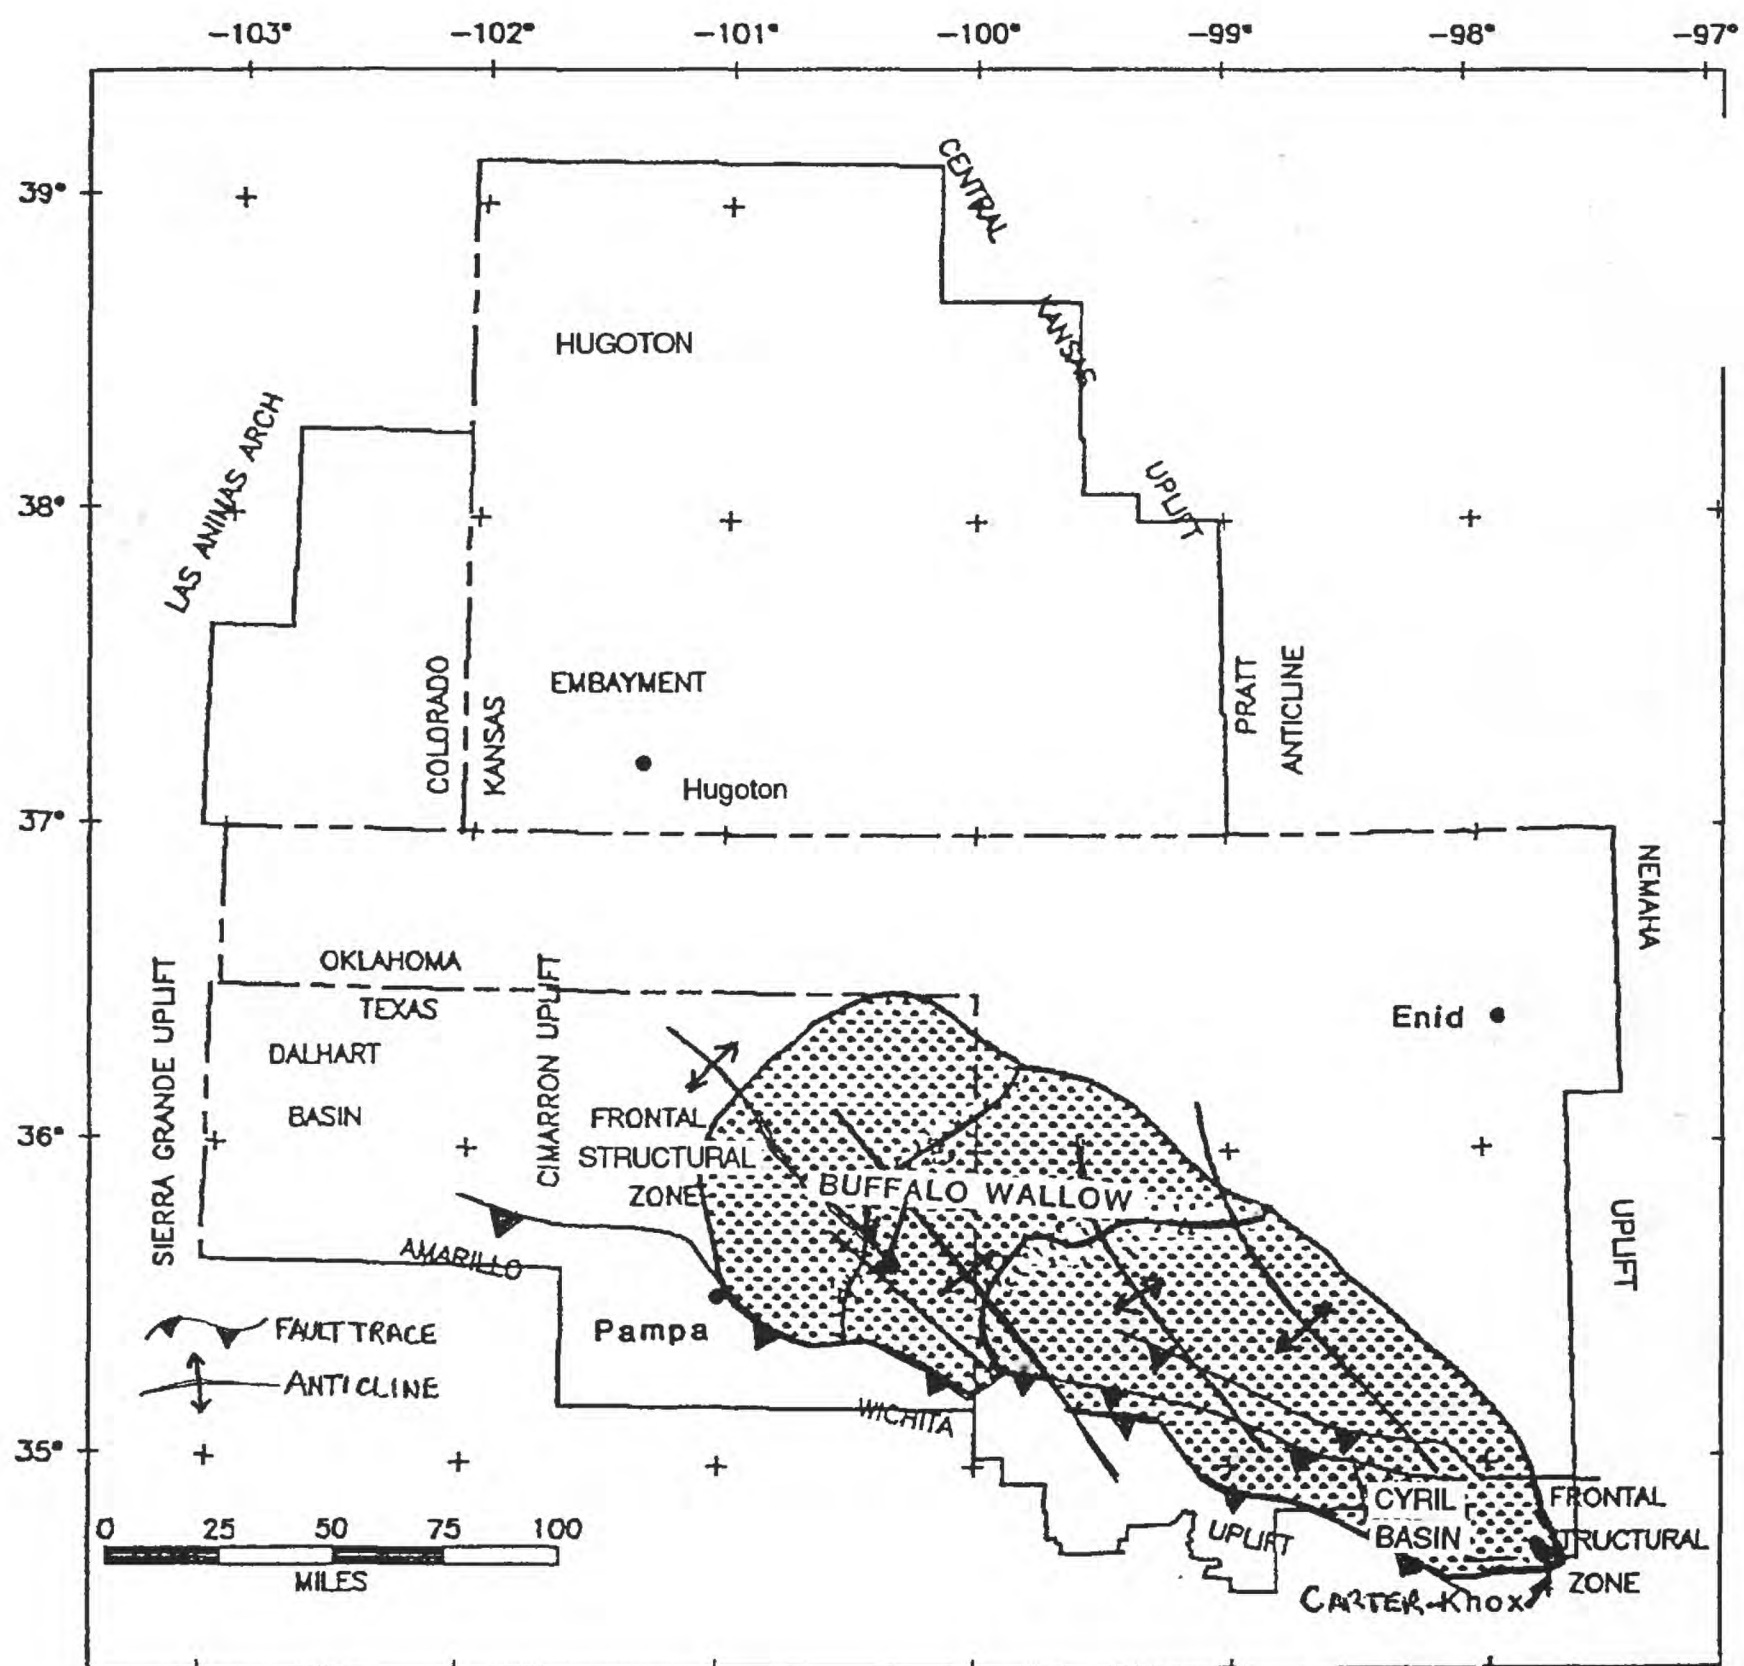 -103° -102° -101° -100° -99° -98° -97°
39°
38°
37°
36°
35°
CENTRAL
KANSAS
UPLIFT
HUGOTON
LAS ANIMAS ARCH
EMBAYMENT
COLORADO
KANSAS
Hugoton
PRATT
ANTICLINE
NEMAHA
UPLIFT
OKLAHOMA
TEXAS
SIERRA GRANDE UPLIFT
DALHART
BASIN
CIMARRON UPLIFT
Enid
FRONTAL
STRUCTURAL
ZONE
BUFFALO WALLOW
AMARILLO
Pampa
FAULT TRACE
ANTICLINE
WICHITA
UPLIFT
CYRIL
BASIN
FRONTAL
STRUCTURAL
ZONE
CARTER-Knox
0 25 50 75 100
MILES